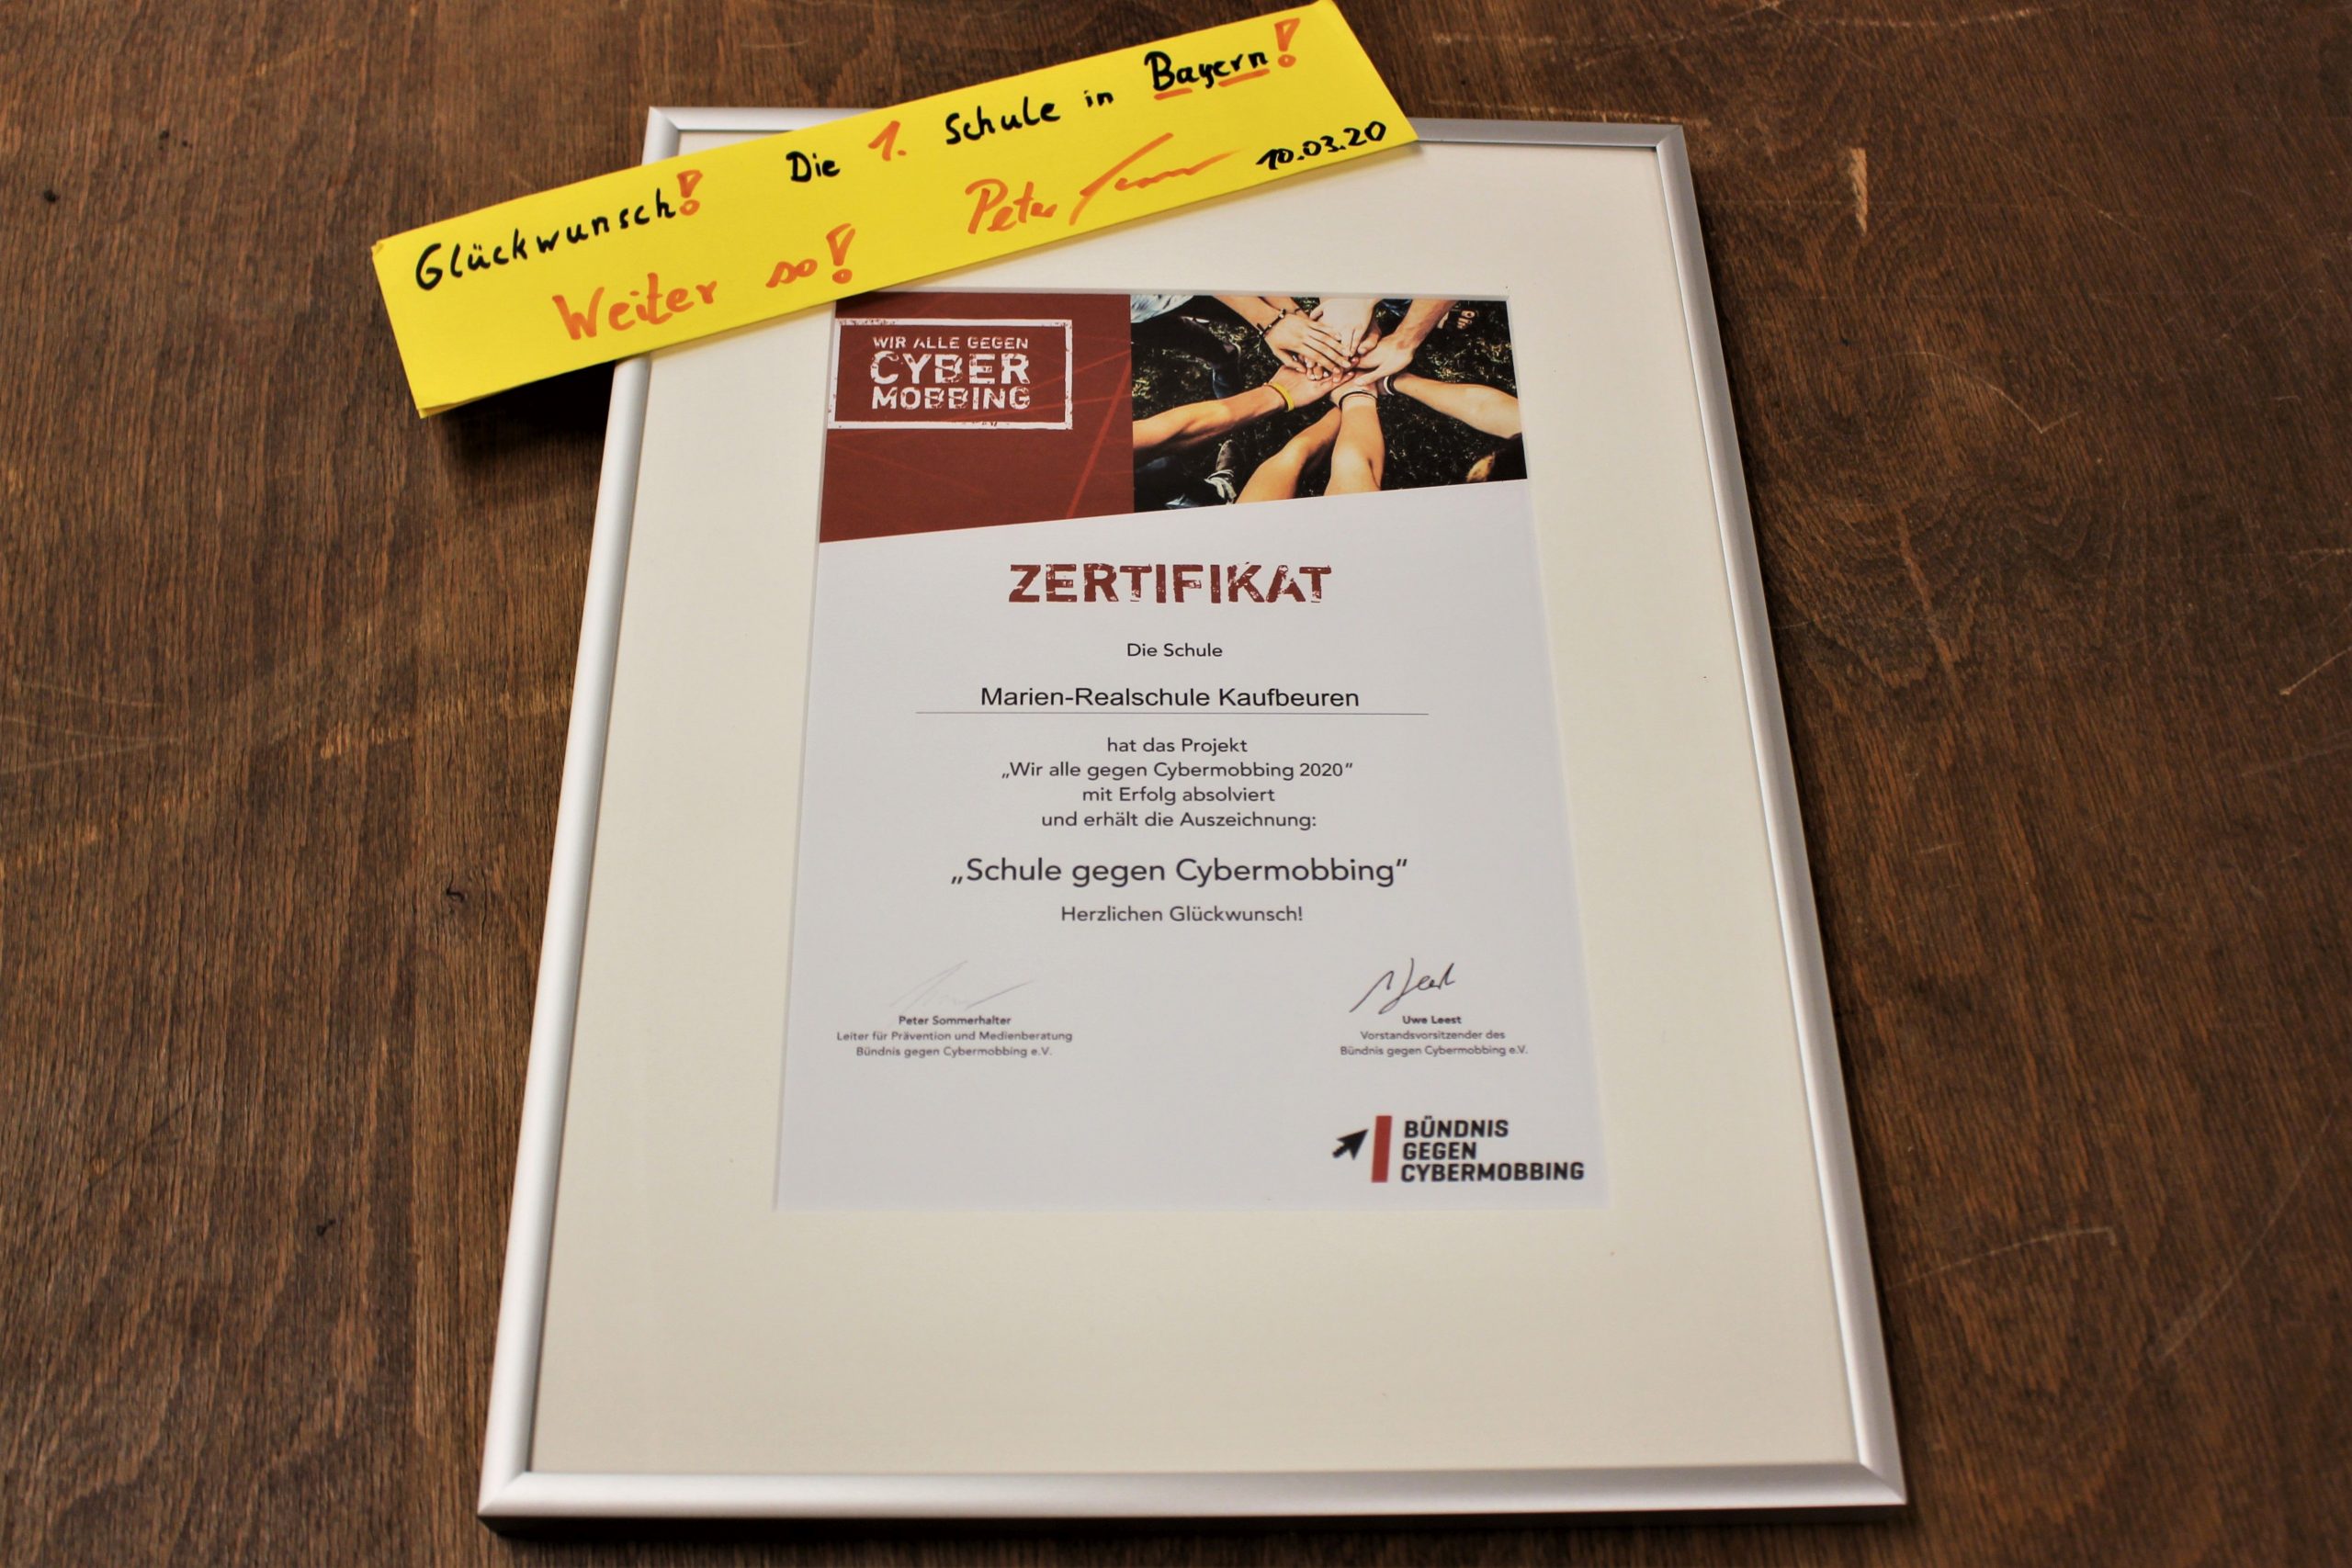 Glückwunsch! Die 1. Schule in Bayern!
Weiter so! Peter 10.03.20
WIR ALLE GEGEN
CYBER
MOBBING
ZERTIFIKAT
Die Schule
Marien-Realschule Kaufbeuren
hat das Projekt
„Wir alle gegen Cybermobbing 2020“
mit Erfolg absolviert
und erhält die Auszeichnung:
„Schule gegen Cybermobbing“
Herzlichen Glückwunsch!
Peter Sommerhalter
Leiter für Prävention und Medienberatung
Bündnis gegen Cybermobbing e.V.
Uwe Leest
Vorstandsvorsitzender des
Bündnis gegen Cybermobbing e.V.
BÜNDNIS
GEGEN
CYBERMOBBING